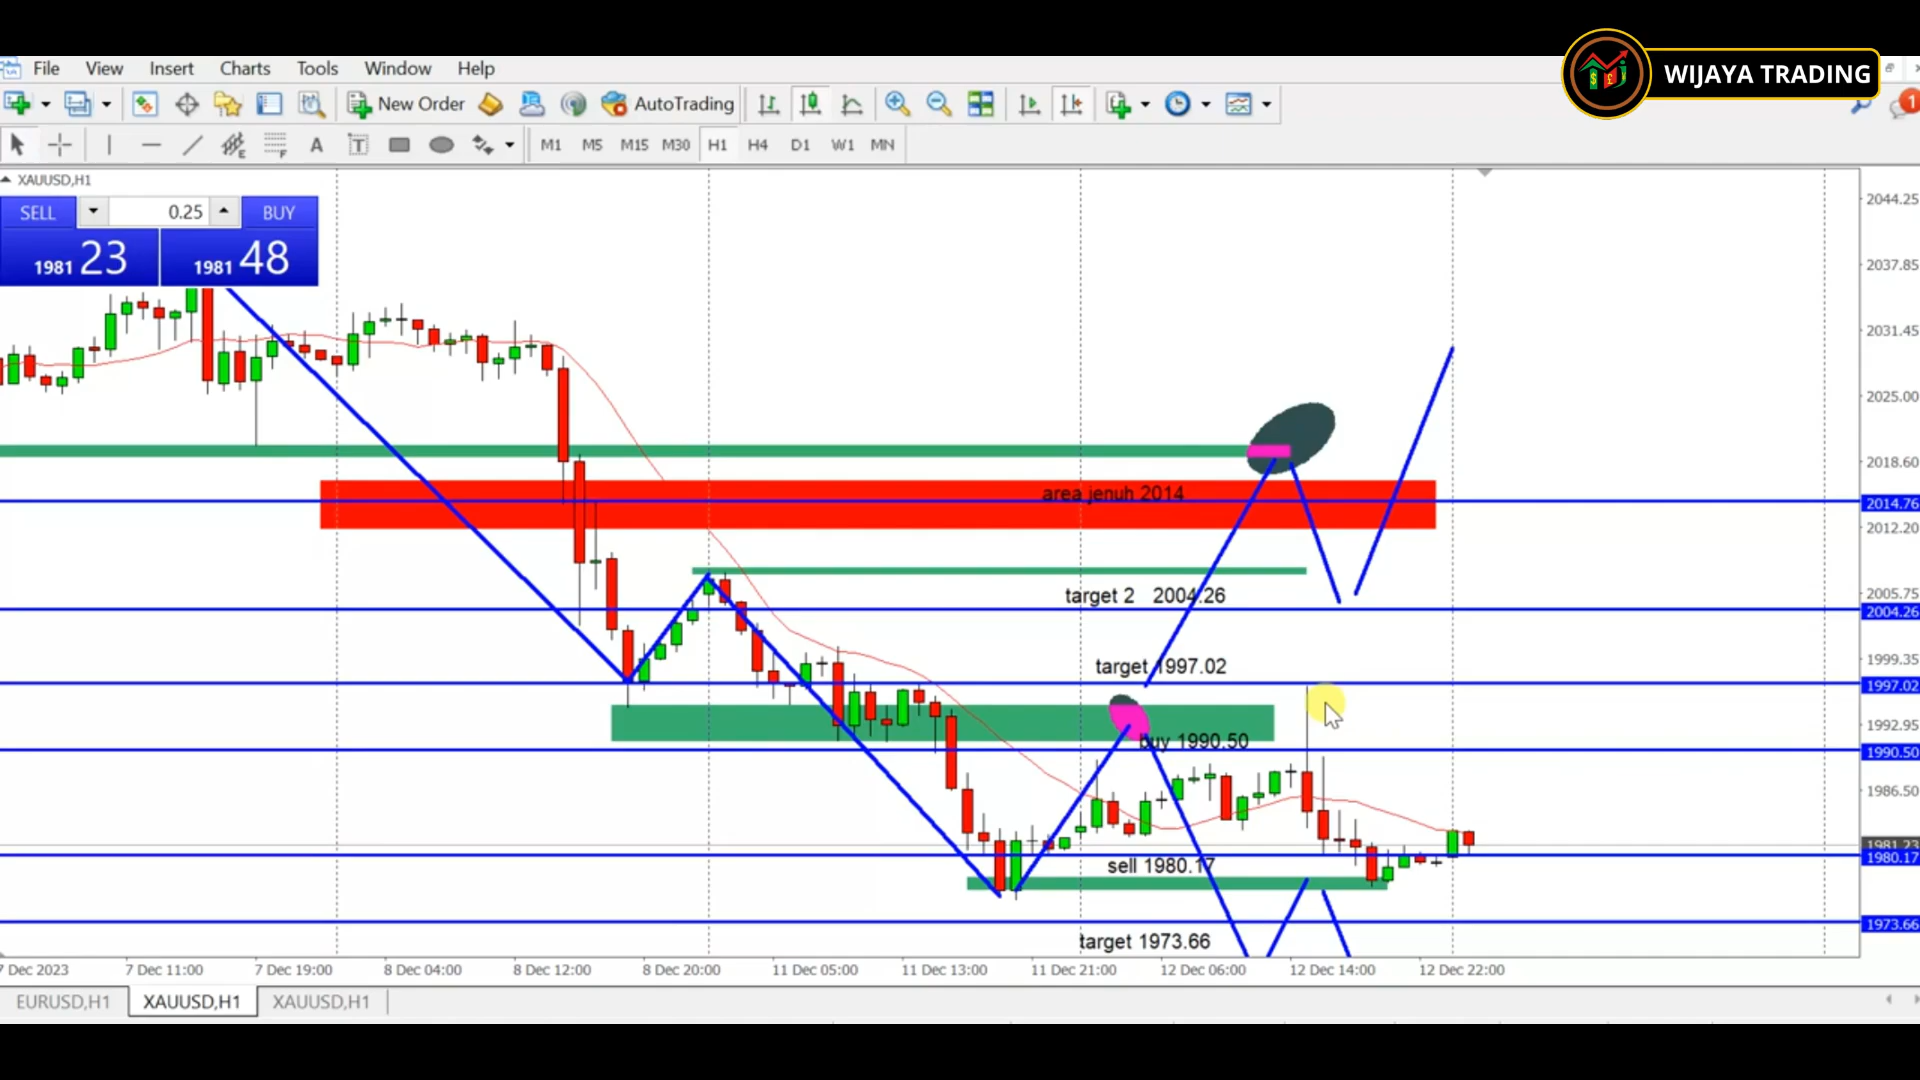 WIJAYA TRADING
File View Insert Charts Tools Window Help
New Order AutoTrading
1
A T E F
M1 M5 M15 M30 H1 H4 D1 W1 MN
XAUUSD,H1
SELL 0.25 BUY
1981 23 1981 48
2044.25
2037.85
2031.45
2025.00
2018.60
area jenuh 2014
2014.76
2012.20
target 2 2004.26
2005.75
2004.26
target 1997.02
1999.35
1997.02
1992.95
buy 1990.50
1990.50
1986.50
1981.23
sell 1980.17
1980.17
1973.66
target 1973.66
7 Dec 2023 7 Dec 11:00 7 Dec 19:00 8 Dec 04:00 8 Dec 12:00 8 Dec 20:00 11 Dec 05:00 11 Dec 13:00 11 Dec 21:00 12 Dec 06:00 12 Dec 14:00 12 Dec 22:00
EURUSD,H1 XAUUSD,H1 XAUUSD,H1